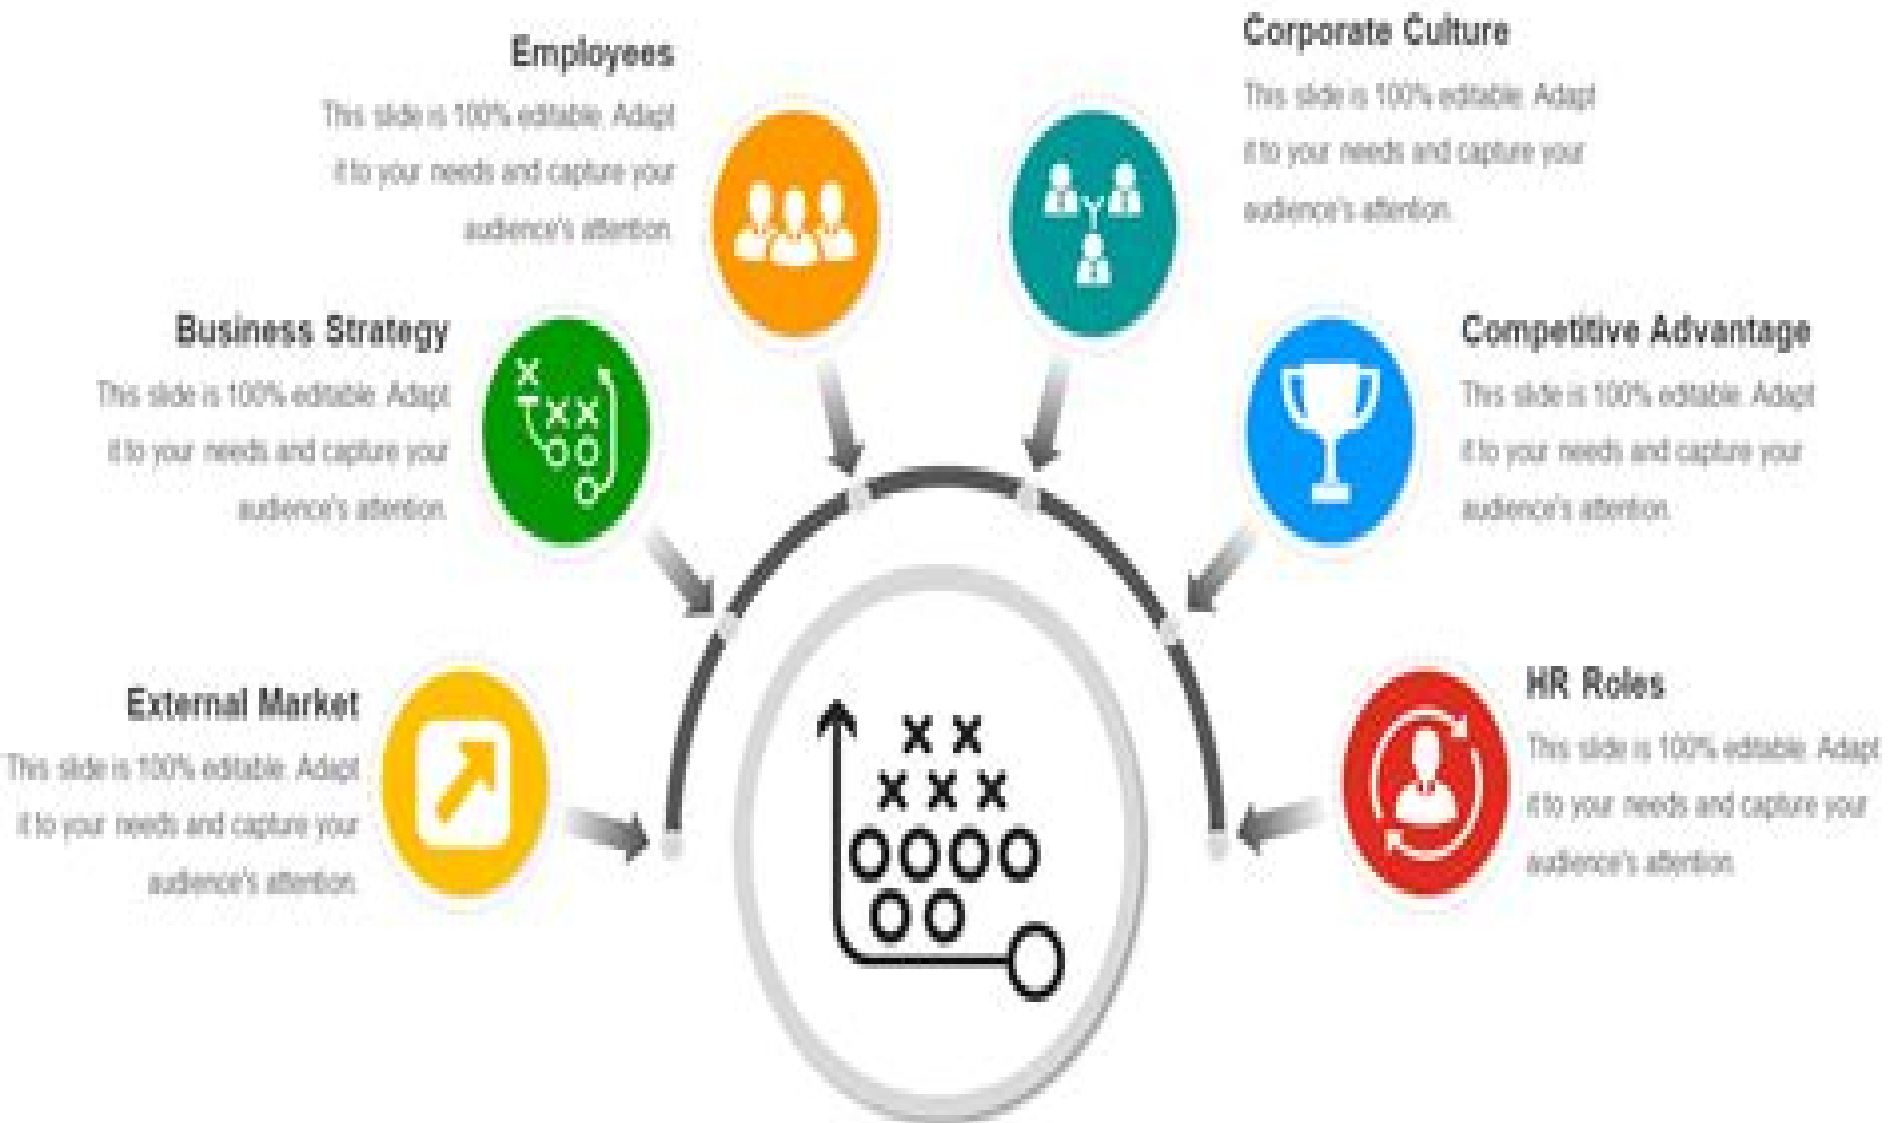 Employees
This slide is 100% editable. Adapt
it to your needs and capture your
audience's attention.
Corporate Culture
This slide is 100% editable. Adapt
it to your needs and capture your
audience's attention.
Business Strategy
This slide is 100% editable. Adapt
it to your needs and capture your
audience's attention.
Competitive Advantage
This slide is 100% editable. Adapt
it to your needs and capture your
audience's attention.
External Market
This slide is 100% editable. Adapt
it to your needs and capture your
audience's attention.
HR Roles
This slide is 100% editable. Adapt
it to your needs and capture your
audience's attention.